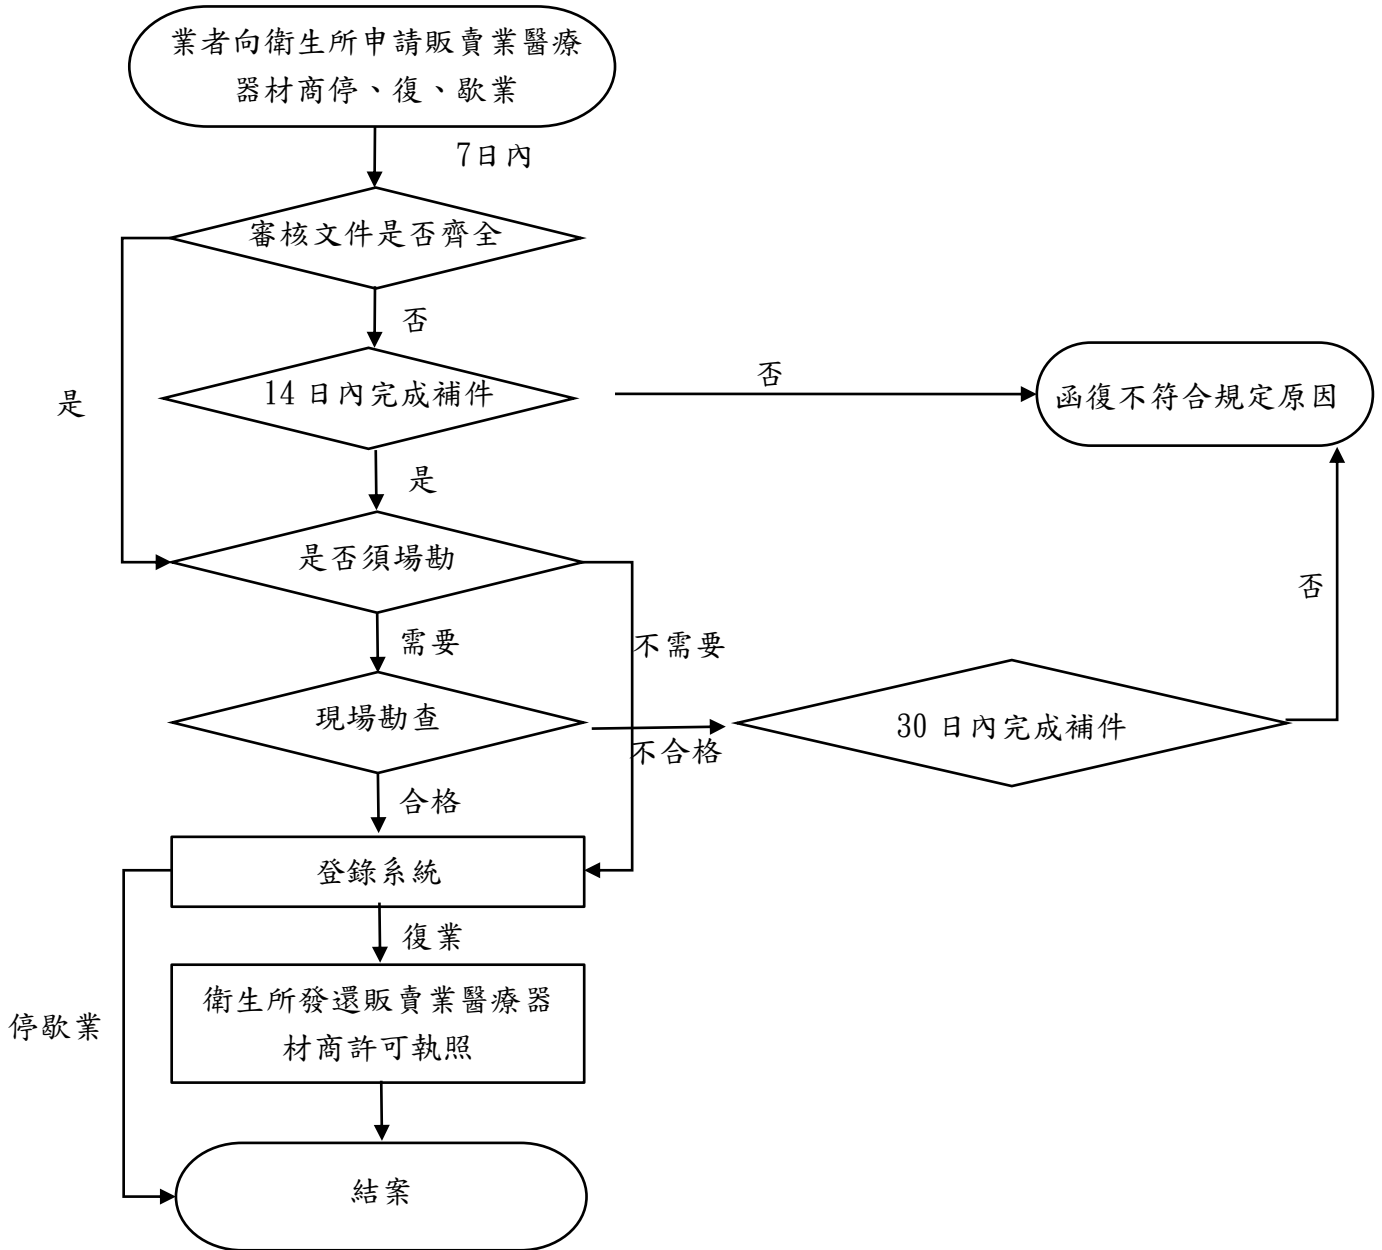 業者向衛生所申請販賣業醫療
器材商停、復、歇業
7日內
審核文件是否齊全
否
14 日內完成補件
否
函復不符合規定原因
是
是
是否須場勘
否
需要
不需要
現場勘查
30 日內完成補件
不合格
合格
登錄系統
復業
衛生所發還販賣業醫療器
材商許可執照
停歇業
結案